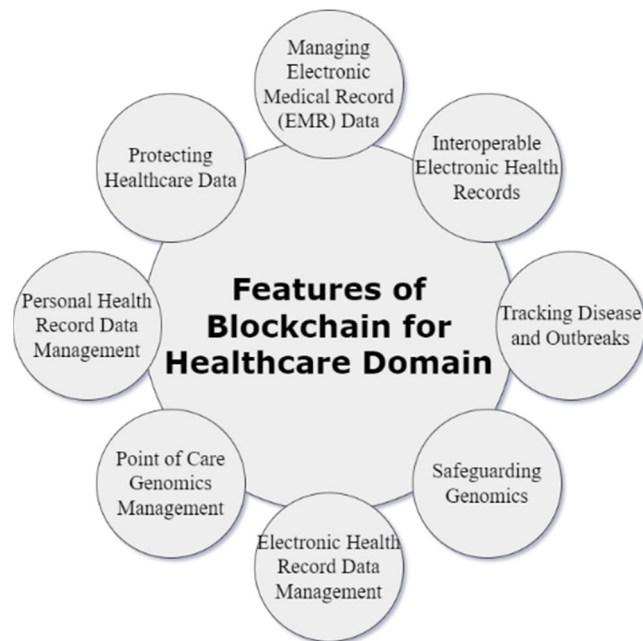 Managing
Electronic
Medical Record
(EMR) Data
Interoperable
Electronic Health
Records
Tracking Disease
and Outbreaks
Safeguarding
Genomics
Electronic Health
Record Data
Management
Point of Care
Genomics
Management
Personal Health
Record Data
Management
Protecting
Healthcare Data
Features of
Blockchain for
Healthcare Domain